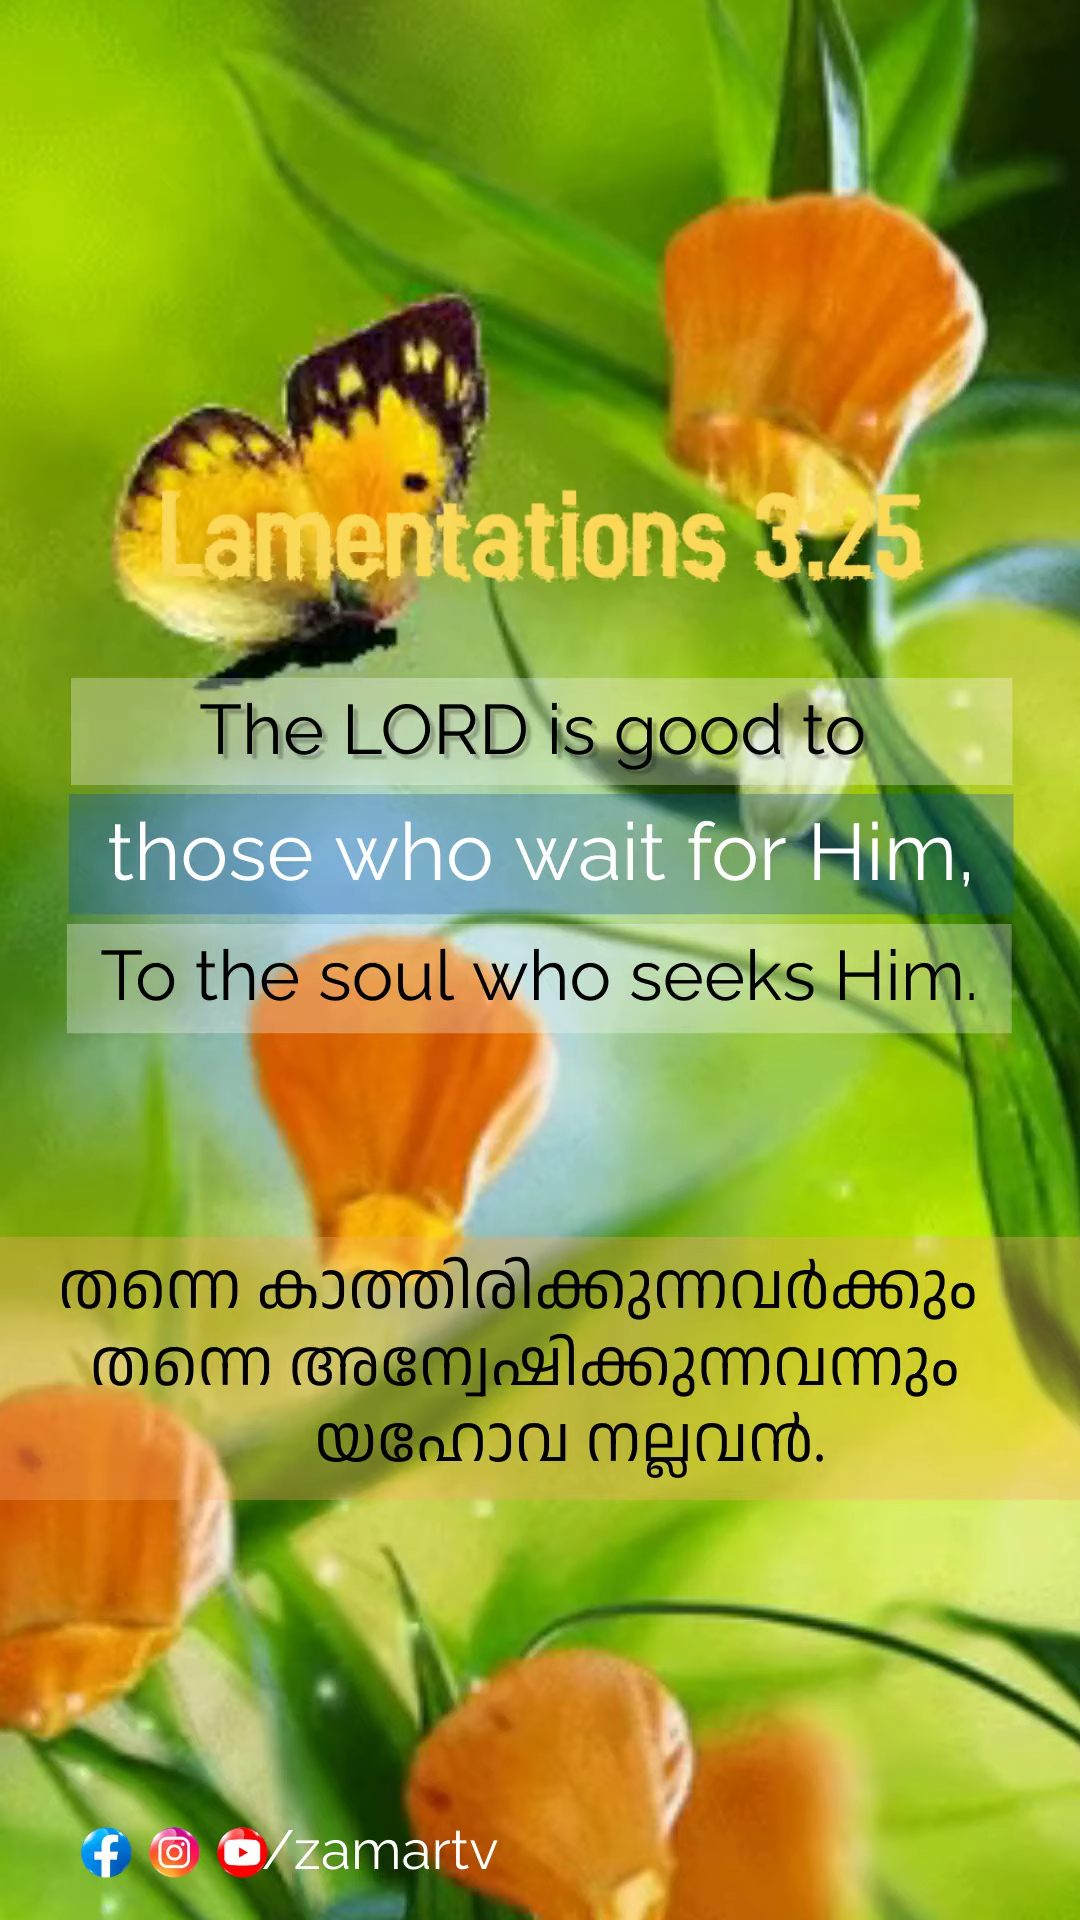 Lamentations 3:25
The LORD is good to
those who wait for Him,
To the soul who seeks Him.
തന്നെ കാത്തിരിക്കുന്നവർക്കും
തന്നെ അന്വേഷിക്കുന്നവന്നും
യഹോവ നല്ലവൻ.
/zamartv